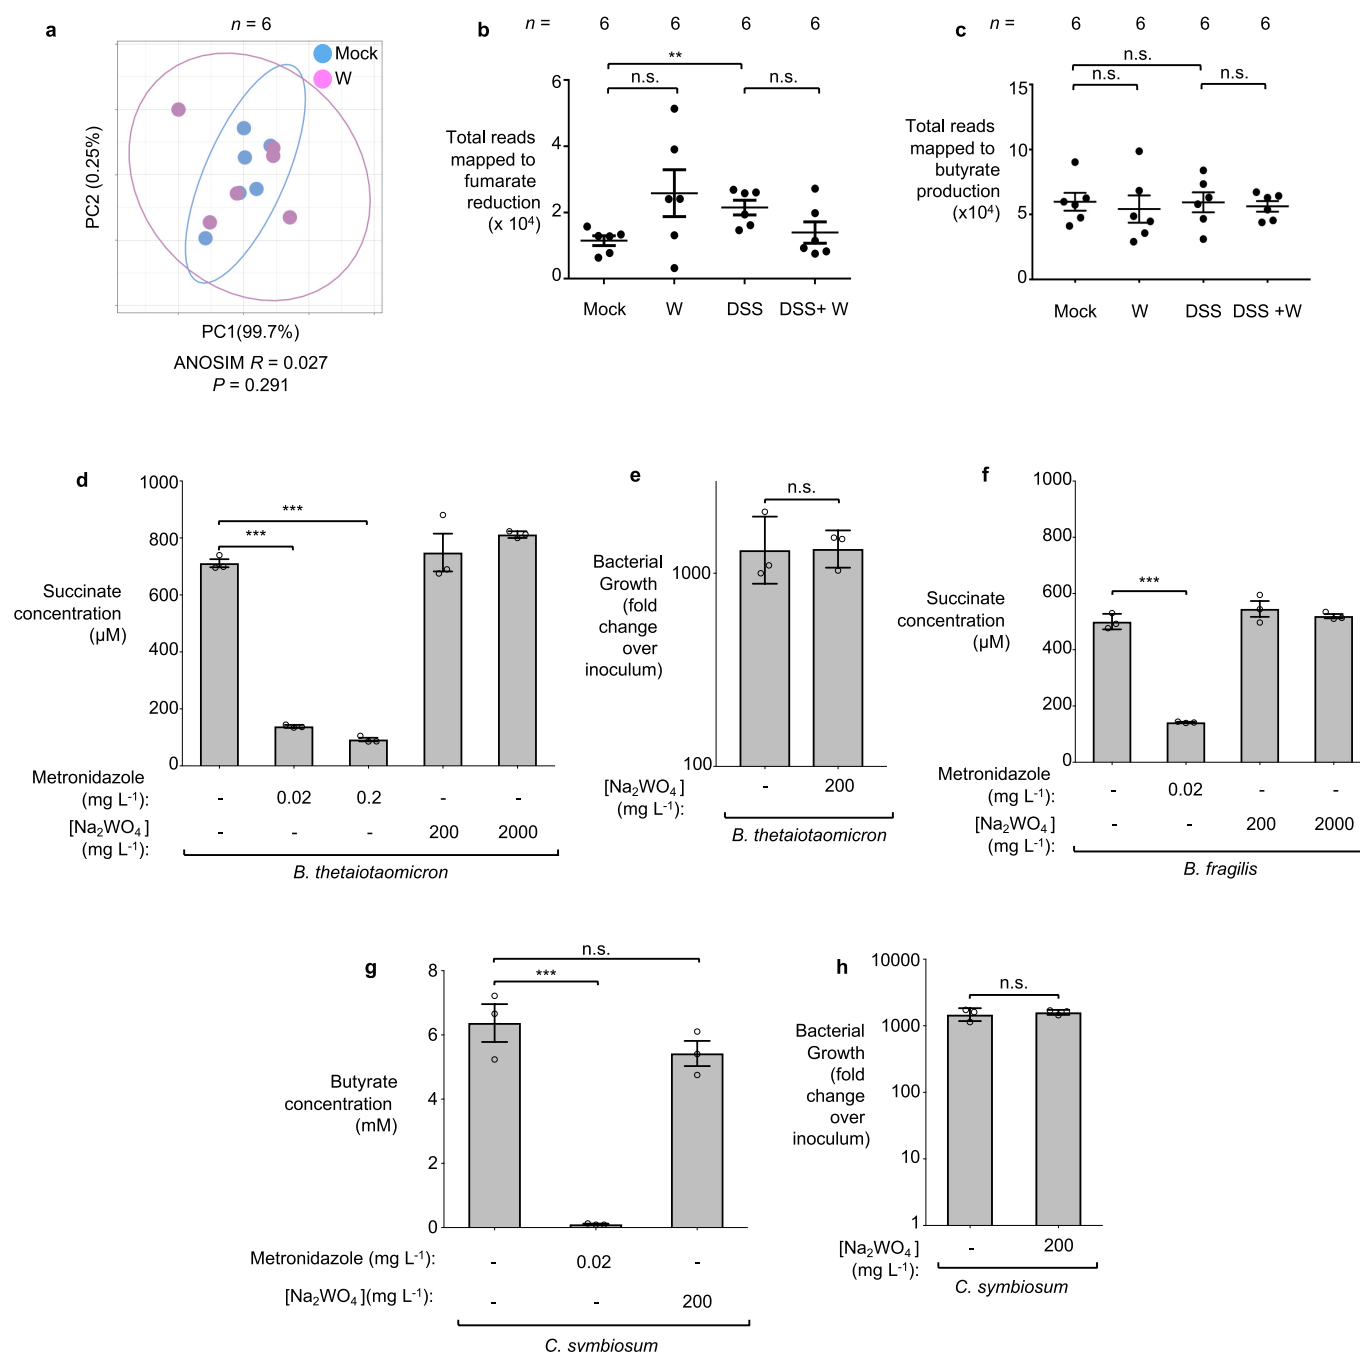 a
n = 6
Mock
W
PC2 (0.25%)
PC1(99.7%)
ANOSIM R = 0.027
P = 0.291
b
n = 6 6 6 6
**
n.s. n.s.
Total reads
mapped to
fumarate
reduction
(x 10⁴)
6
4
2
0
Mock W DSS DSS+ W
c
n = 6 6 6 6
n.s.
n.s. n.s.
Total reads
mapped to
butyrate
production
(x10⁴)
15
10
5
0
Mock W DSS DSS +W
d
1000
800
600
400
200
0
***
***
Succinate
concentration
(µM)
Metronidazole
(mg L⁻¹): - 0.02 0.2 - -
[Na₂WO₄]
(mg L⁻¹): - - - 200 2000
B. thetaiotaomicron
e
n.s.
Bacterial
Growth
(fold
change
over
inoculum)
1000
100
[Na₂WO₄]
(mg L⁻¹): - 200
B. thetaiotaomicron
f
1000
800
600
400
200
0
***
Succinate
concentration
(µM)
Metronidazole
(mg L⁻¹): - 0.02 - -
[Na₂WO₄]
(mg L⁻¹): - - 200 2000
B. fragilis
g
n.s.
***
8
6
4
2
0
Butyrate
concentration
(mM)
Metronidazole (mg L⁻¹): - 0.02 -
[Na₂WO₄](mg L⁻¹): - - 200
C. symbiosum
h
10000
1000
100
10
1
n.s.
Bacterial
Growth
(fold
change
over
inoculum)
[Na₂WO₄]
(mg L⁻¹): - 200
C. symbiosum